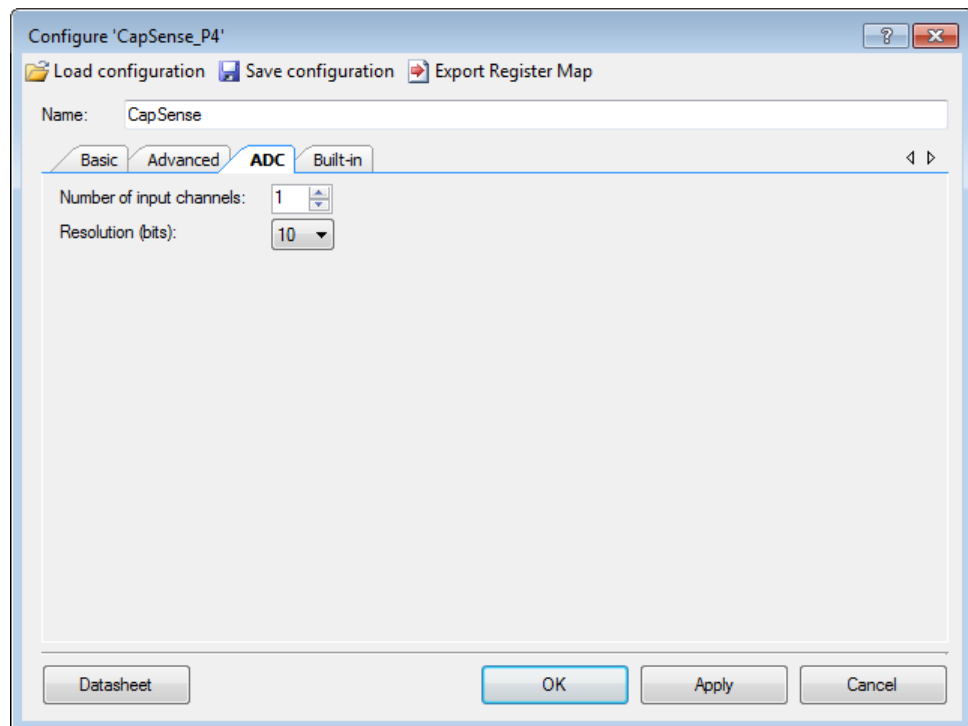 Configure 'CapSense_P4'
Load configuration Save configuration Export Register Map
Name: CapSense
Basic Advanced ADC Built-in
Number of input channels: 1
Resolution (bits): 10
Datasheet OK Apply Cancel